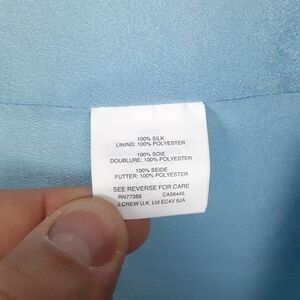 100% SILK
LINING: 100% POLYESTER
100% SOIE
DOUBLURE: 100% POLYESTER
100% SEIDE
FUTTER: 100% POLYESTER
SEE REVERSE FOR CARE
RN77388 CA56445
J.CREW U.K. Ltd EC4V 6JA